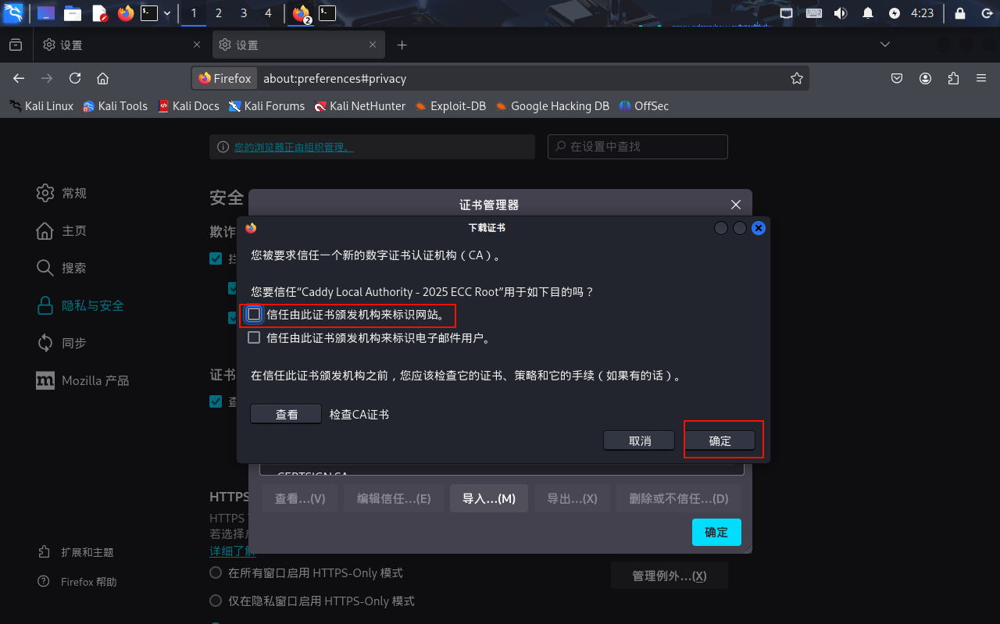 1 2 3 4
2
4:23
设置
设置
Firefox about:preferences#privacy
Kali Linux Kali Tools Kali Docs Kali Forums Kali NetHunter Exploit-DB Google Hacking DB OffSec
您的浏览器正由组织管理。
在设置中查找
常规
主页
搜索
隐私与安全
同步
Mozilla 产品
扩展和主题
Firefox 帮助
安全
欺诈
证书
查
证书管理器
下载证书
您被要求信任一个新的数字证书认证机构（CA）。
您要信任“Caddy Local Authority - 2025 ECC Root”用于如下目的吗？
信任由此证书颁发机构来标识网站。
信任由此证书颁发机构来标识电子邮件用户。
在信任此证书颁发机构之前，您应该检查它的证书、策略和它的手续（如果有的话）。
查看 检查CA证书
取消 确定
CERTSIGN SA
查看…(V) 编辑信任…(E) 导入…(M) 导出…(X) 删除或不信任…(D)
确定
HTTPS
HTTPS
若选择
详细了解
在所有窗口启用 HTTPS-Only 模式
管理例外…(X)
仅在隐私窗口启用 HTTPS-Only 模式